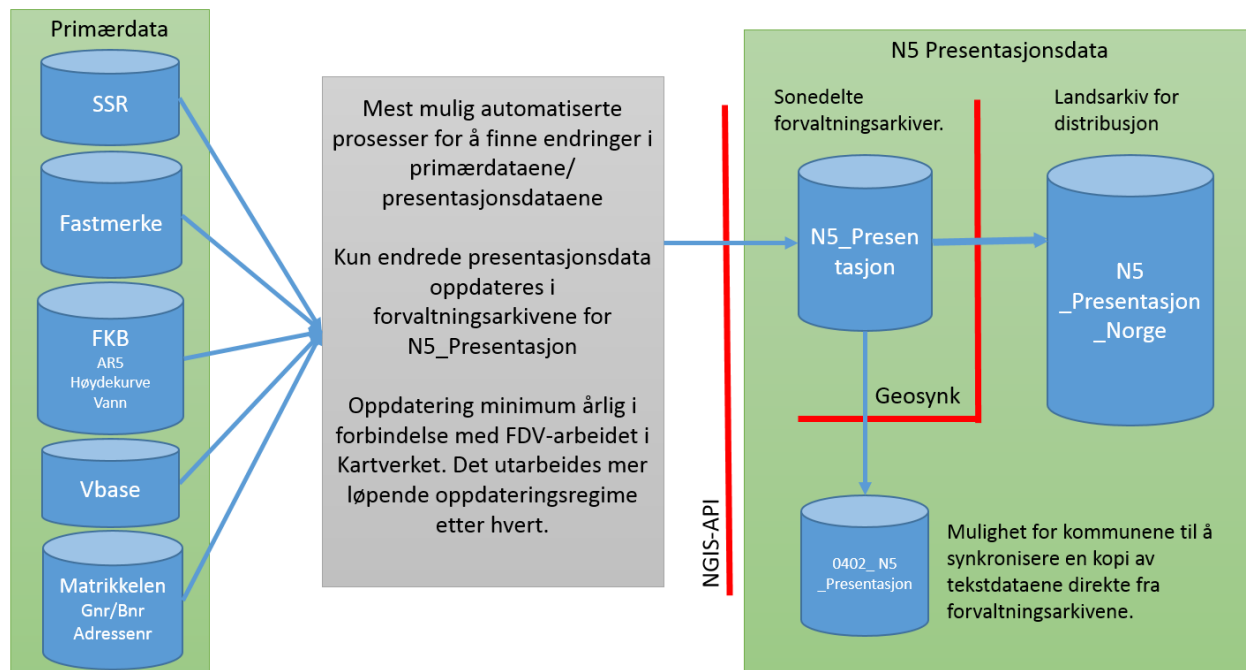 Primærdata
SSR
Fastmerke
FKB
AR5
Høydekurve
Vann
Vbase
Matrikkelen
Gnr/Bnr
Adressenr
Mest mulig automatiserte
prosesser for å finne endringer i
primærdataene/
presentasjonsdataene
Kun endrede presentasjonsdata
oppdateres i
forvaltningsarkivene for
N5_Presentasjon
Oppdatering minimum årlig i
forbindelse med FDV-arbeidet i
Kartverket. Det utarbeides mer
løpende oppdateringsregime
etter hvert.
NGIS-API
N5 Presentasjonsdata
Sonedelte
forvaltningsarkiver.
N5_Presen
tasjon
Landsarkiv for
distribusjon
N5
_Presentasjon
_Norge
Geosynk
0402_ N5
_Presentasjon
Mulighet for kommunene til å
synkronisere en kopi av
tekstdataene direkte fra
forvaltningsarkivene.